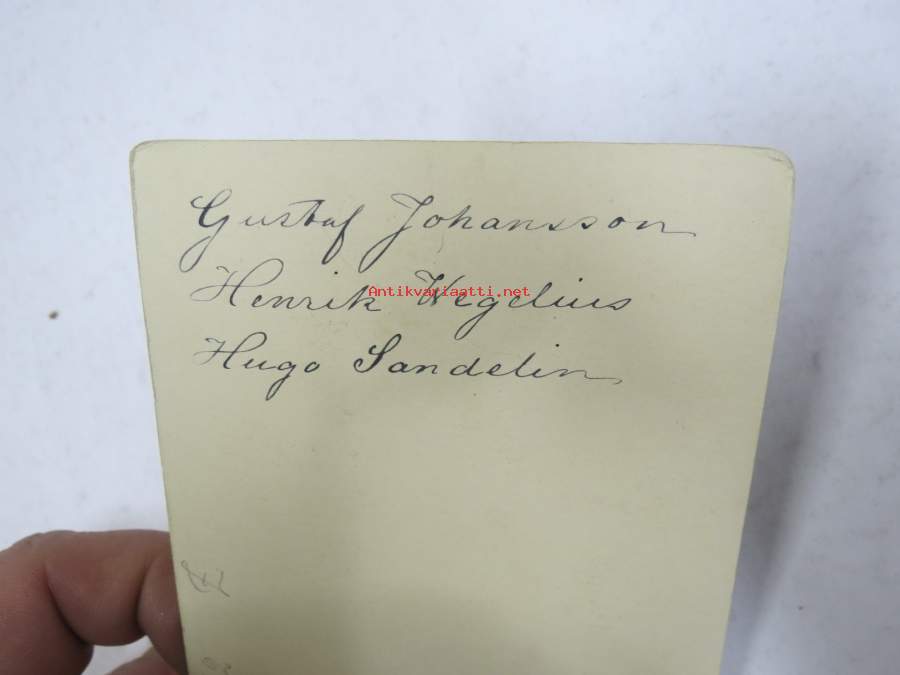 Gustaf Johansson
Antikvariaatti.net
Henrik Wegelius
Hugo Sandelin